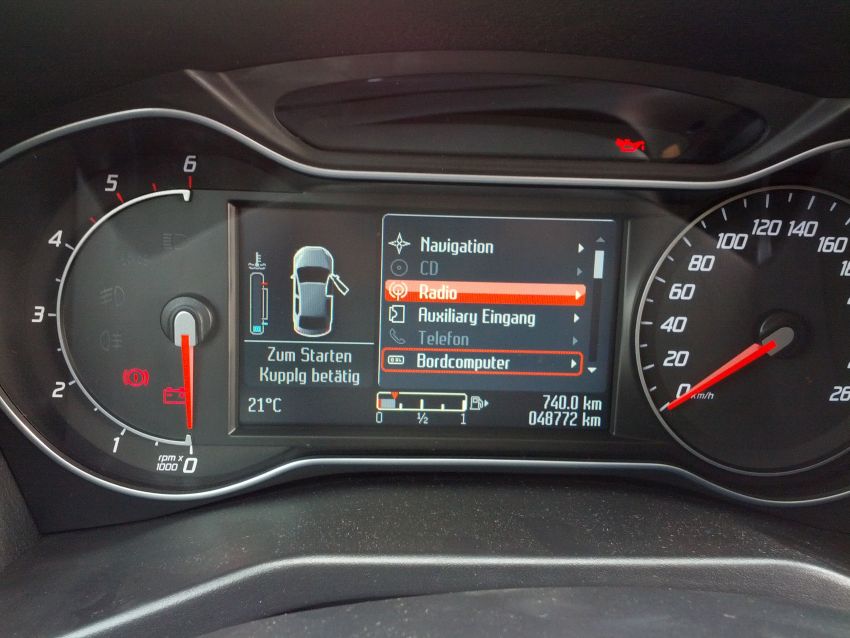 6
5
4
3
2
1
0
rpm x
1000
Navigation
CD
Radio
Auxiliary Eingang
Telefon
Bordcomputer
Zum Starten
Kupplg betätig
21°C
0 ½ 1
740.0 km
048772 km
0
20
40
60
80
100
120
140
160
km/h